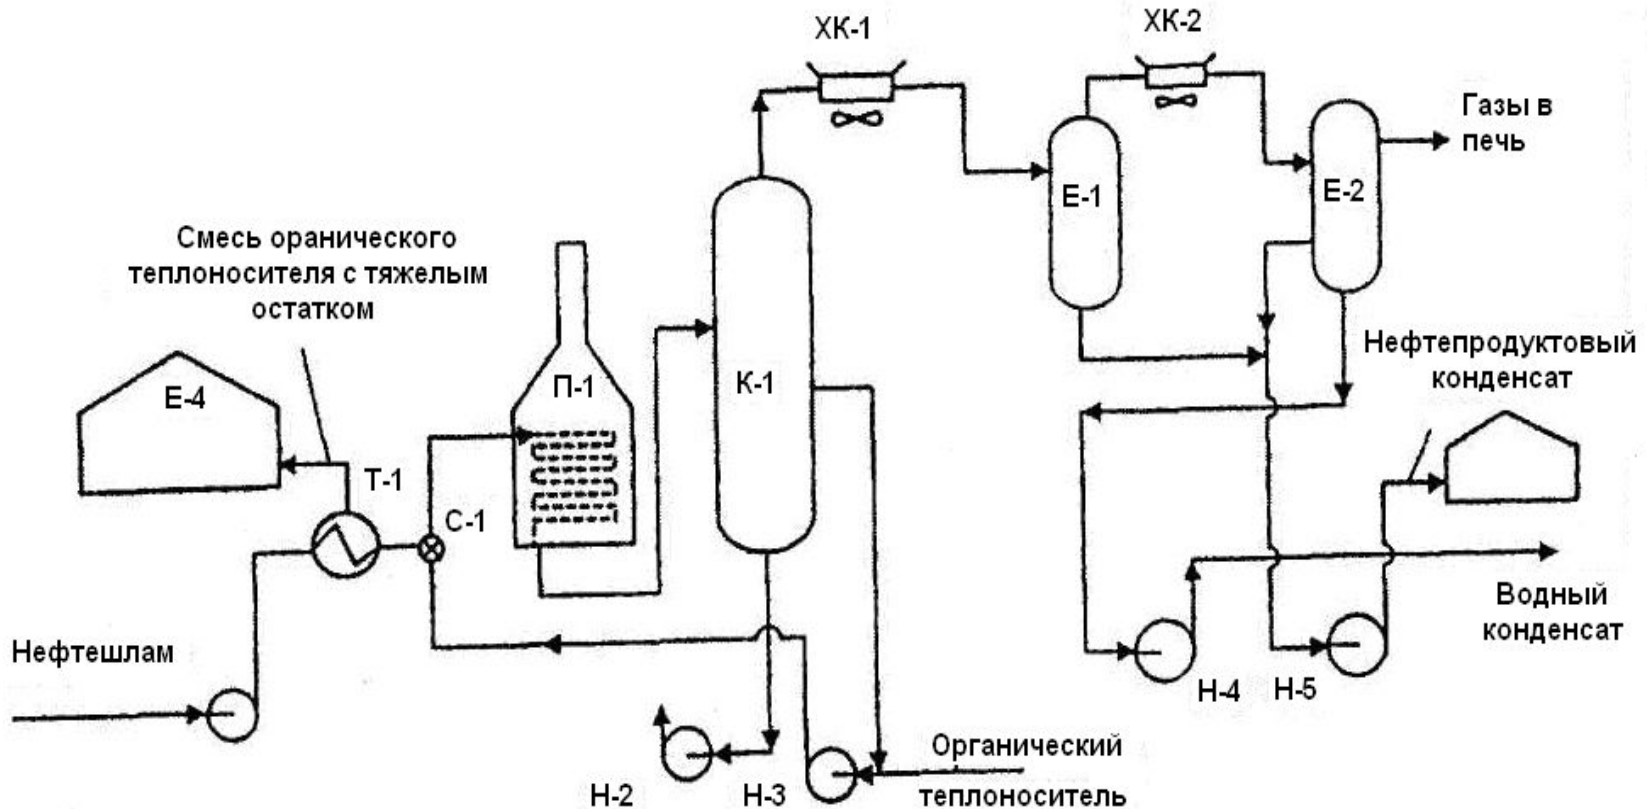 ХК-1
ХК-2
Газы в
печь
Е-1
Е-2
Смесь оранического
теплоносителя с тяжелым
остатком
Нефтепродуктовый
конденсат
Е-4
П-1
К-1
Т-1
С-1
Водный
конденсат
Нефтешлам
Н-4
Н-5
Органический
теплоноситель
Н-2
Н-3